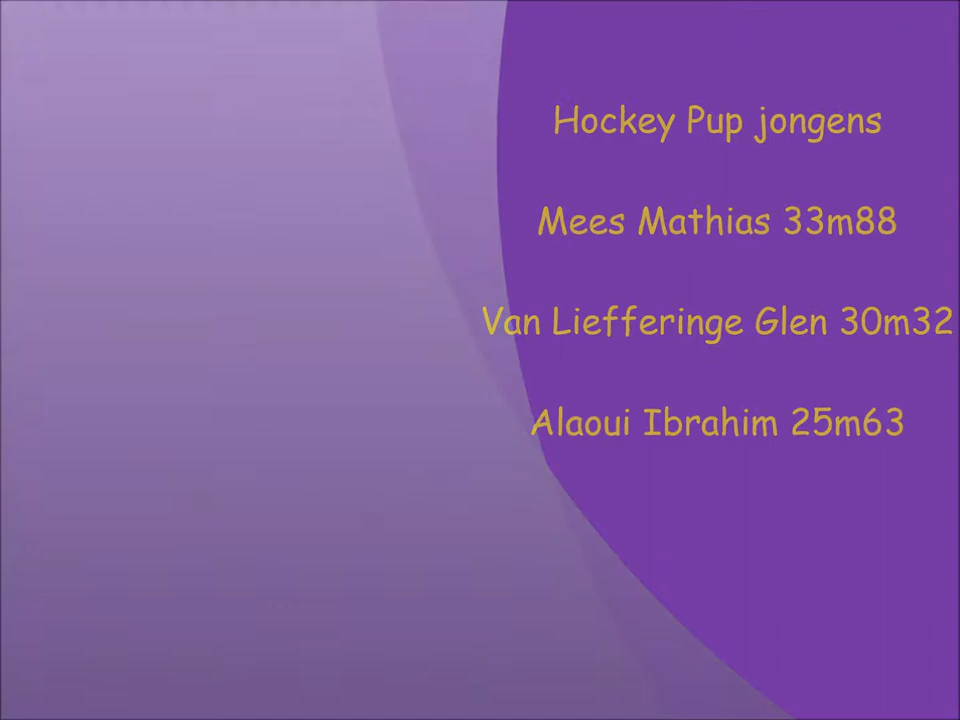 Hockey Pup jongens
Mees Mathias 33m88
Van Liefferinge Glen 30m32
Alaoui Ibrahim 25m63